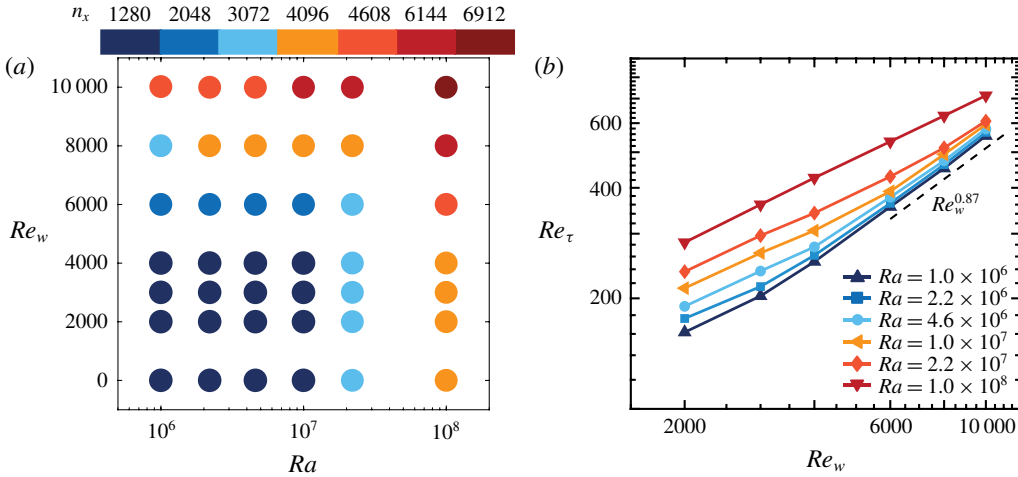 n_x 1280 2048 3072 4096 4608 6144 6912
(a)
10 000
8000
6000
Re_w
4000
2000
0
10^6 10^7 10^8
Ra
(b)
600
400
Re_τ
200
Re_w^0.87
Ra = 1.0 × 10^6
Ra = 2.2 × 10^6
Ra = 4.6 × 10^6
Ra = 1.0 × 10^7
Ra = 2.2 × 10^7
Ra = 1.0 × 10^8
2000 6000 10 000
Re_w